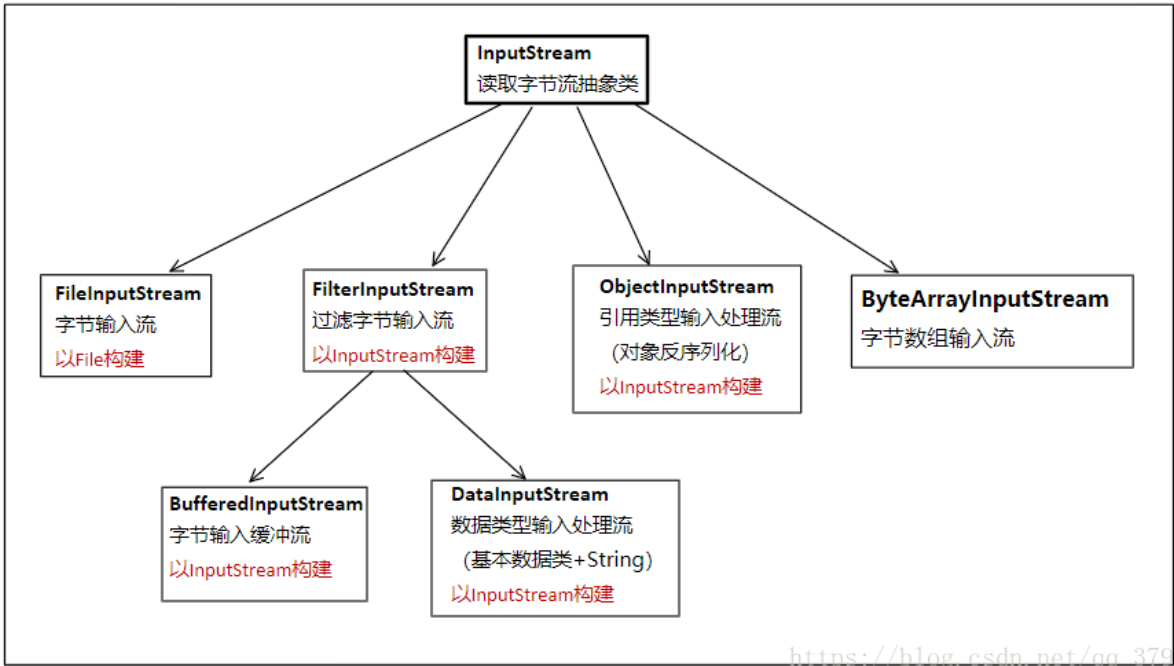 InputStream
读取字节流抽象类
FileInputStream
字节输入流
以File构建
FilterInputStream
过滤字节输入流
以InputStream构建
ObjectInputStream
引用类型输入处理流
（对象反序列化）
以InputStream构建
ByteArrayInputStream
字节数组输入流
BufferedInputStream
字节输入缓冲流
以InputStream构建
DataInputStream
数据类型输入处理流
（基本数据类+String）
以InputStream构建
https://blog.csdn.net/qq_379